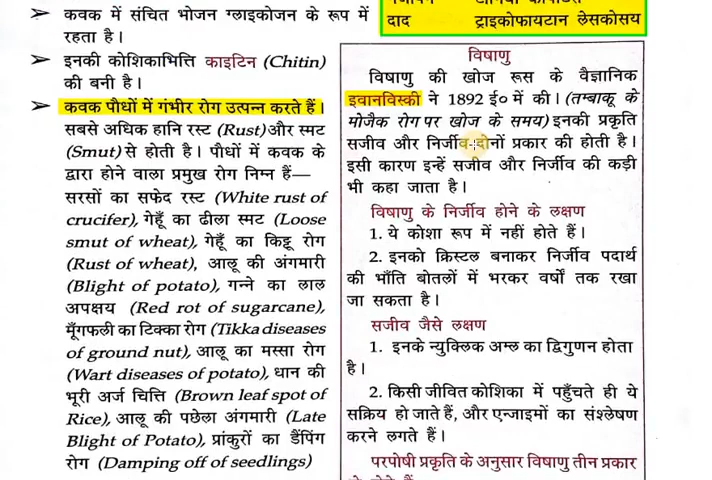 ➢ कवक में संचित भोजन ग्लाइकोजन के रूप में
रहता है।
➢ इनकी कोशिकाभित्ति काइटिन (Chitin)
की बनी है।
➢ कवक पौधों में गंभीर रोग उत्पन्न करते हैं।
सबसे अधिक हानि रस्ट (Rust) और स्मट
(Smut) से होती है। पौधों में कवक के
द्वारा होने वाला प्रमुख रोग निम्न हैं—
सरसों का सफेद रस्ट (White rust of
crucifer), गेहूँ का ढीला स्मट (Loose
smut of wheat), गेहूँ का किट्टू रोग
(Rust of wheat), आलू की अंगमारी
(Blight of potato), गन्ने का लाल
अपक्षय (Red rot of sugarcane),
मूँगफली का टिक्का रोग (Tikka diseases
of ground nut), आलू का मस्सा रोग
(Wart diseases of potato), धान की
भूरी अर्ज चित्ति (Brown leaf spot of
Rice), आलू की पछेला अंगमारी (Late
Blight of Potato), प्रांकुरों का डैंपिंग
रोग (Damping off of seedlings)
दाद ट्राइकोफायटान लेसकोसय
विषाणु
विषाणु की खोज रूस के वैज्ञानिक
इवानविस्की ने 1892 ई० में की। (तम्बाकू के
मोजैक रोग पर खोज के समय) इनकी प्रकृति
सजीव और निर्जीव दोनों प्रकार की होती है।
इसी कारण इन्हें सजीव और निर्जीव की कड़ी
भी कहा जाता है।
विषाणु के निर्जीव होने के लक्षण
1. ये कोशा रूप में नहीं होते हैं।
2. इनको क्रिस्टल बनाकर निर्जीव पदार्थ
की भाँति बोतलों में भरकर वर्षों तक रखा
जा सकता है।
सजीव जैसे लक्षण
1. इनके न्युक्लिक अम्ल का द्विगुणन होता
है।
2. किसी जीवित कोशिका में पहुँचते ही ये
सक्रिय हो जाते हैं, और एन्जाइमों का संश्लेषण
करने लगते हैं।
परपोषी प्रकृति के अनुसार विषाणु तीन प्रकार